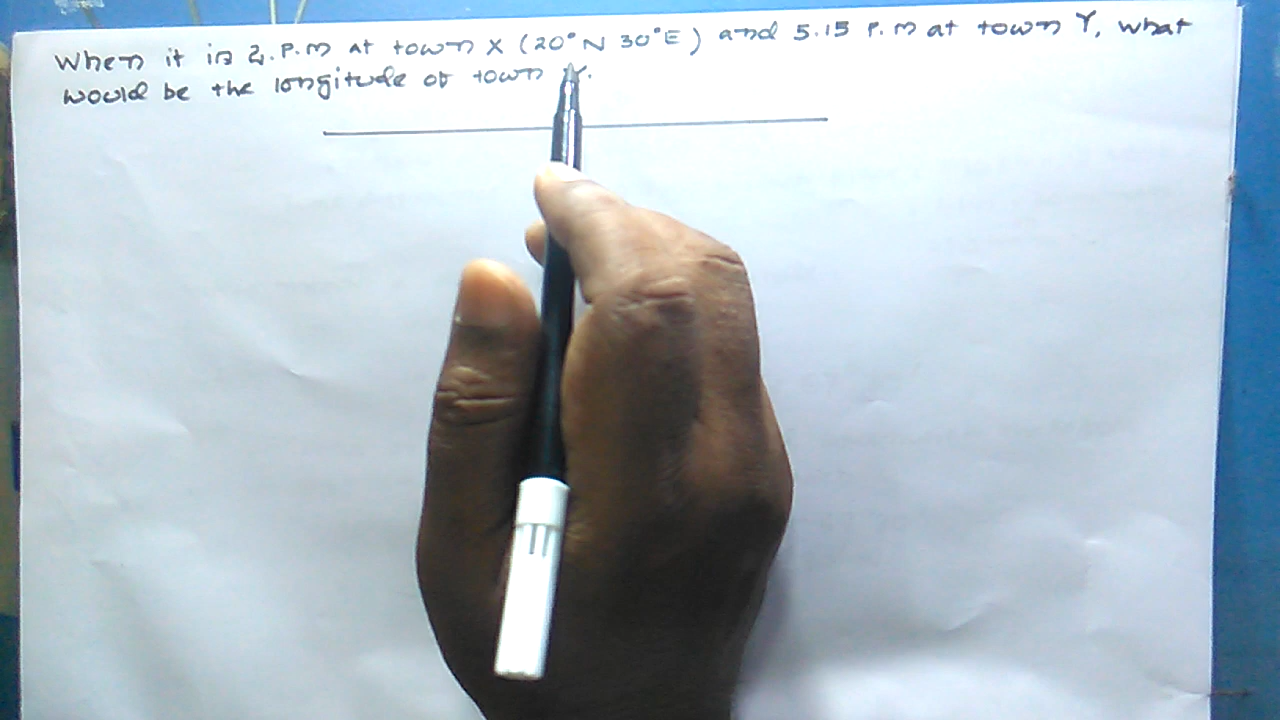 When it is 2.P.m at town X (20°N 30°E) and 5.15 P.m at town Y, what
would be the longitude of town Y.